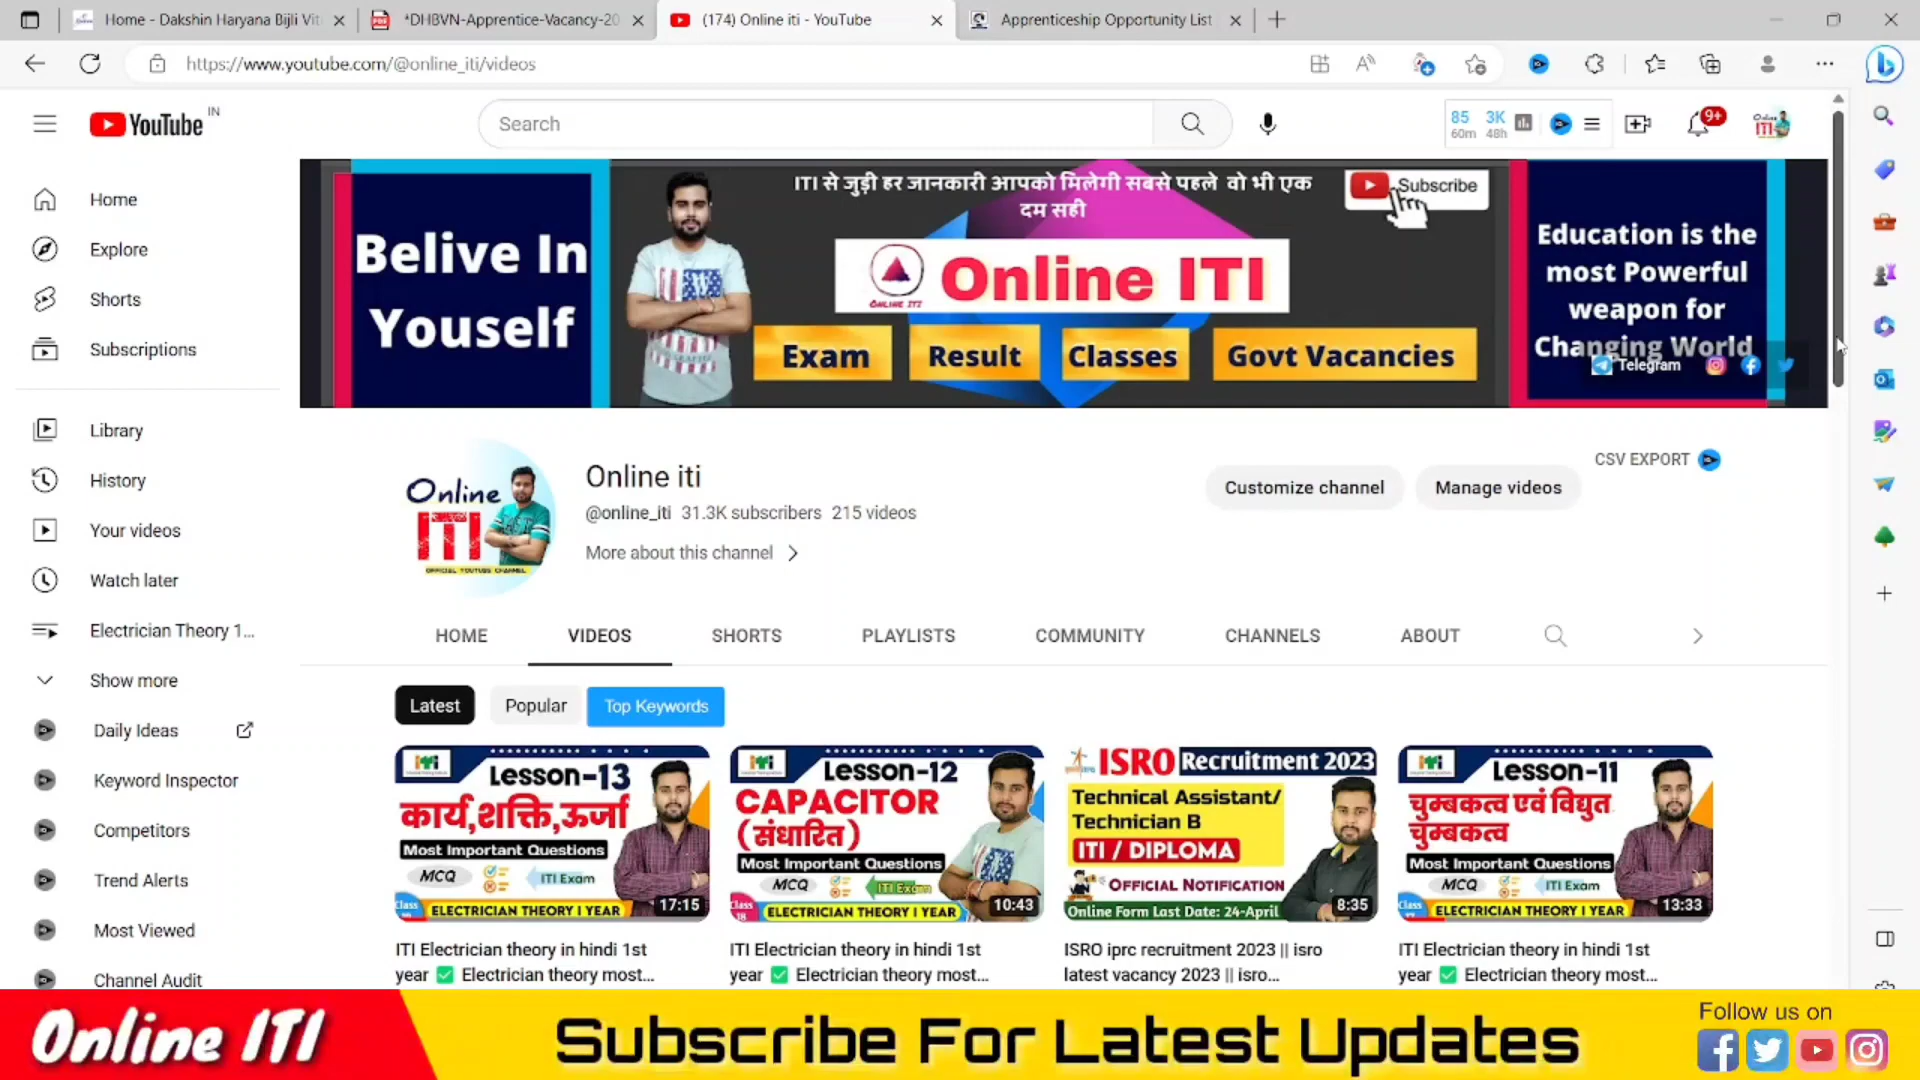 Home - Dakshin Haryana Bijli Vit
*DHBVN-Apprentice-Vacancy-20
(174) Online iti - YouTube
Apprenticeship Opportunity List
https://www.youtube.com/@online_iti/videos
YouTube IN
Search
85 60m
3K 48h
9+
Home
Explore
Shorts
Subscriptions
Library
History
Your videos
Watch later
Electrician Theory 1...
Show more
Daily Ideas
Keyword Inspector
Competitors
Trend Alerts
Most Viewed
Channel Audit
Belive In
Youself
ITI से जुड़ी हर जानकारी आपको मिलेगी सबसे पहले वो भी एक
दम सही
Subscribe
ONLINE ITI
Online ITI
Exam
Result
Classes
Govt Vacancies
Education is the
most Powerful
weapon for
Changing World
Telegram
Online
ITI
OFFICIAL YOUTUBE CHANNEL
Online iti
@online_iti 31.3K subscribers 215 videos
More about this channel
Customize channel
Manage videos
CSV EXPORT
HOME
VIDEOS
SHORTS
PLAYLISTS
COMMUNITY
CHANNELS
ABOUT
Latest
Popular
Top Keywords
Lesson-13
कार्य,शक्ति,ऊर्जा
Most Important Questions
MCQ
ITI Exam
Class
ELECTRICIAN THEORY I YEAR
17:15
ITI Electrician theory in hindi 1st
year ✅ Electrician theory most...
Lesson-12
CAPACITOR
(संधारित)
Most Important Questions
MCQ
ITI Exam
Class
18
ELECTRICIAN THEORY I YEAR
10:43
ITI Electrician theory in hindi 1st
year ✅ Electrician theory most...
ISRO Recruitment 2023
Technical Assistant/
Technician B
ITI / DIPLOMA
OFFICIAL NOTIFICATION
Online Form Last Date: 24-April
8:35
ISRO iprc recruitment 2023 || isro
latest vacancy 2023 || isro...
Lesson-11
चुम्बकत्व एवं विद्युत
चुम्बकत्व
Most Important Questions
MCQ
ITI Exam
Class
ELECTRICIAN THEORY I YEAR
13:33
ITI Electrician theory in hindi 1st
year ✅ Electrician theory most...
Online ITI
Subscribe For Latest Updates
Follow us on